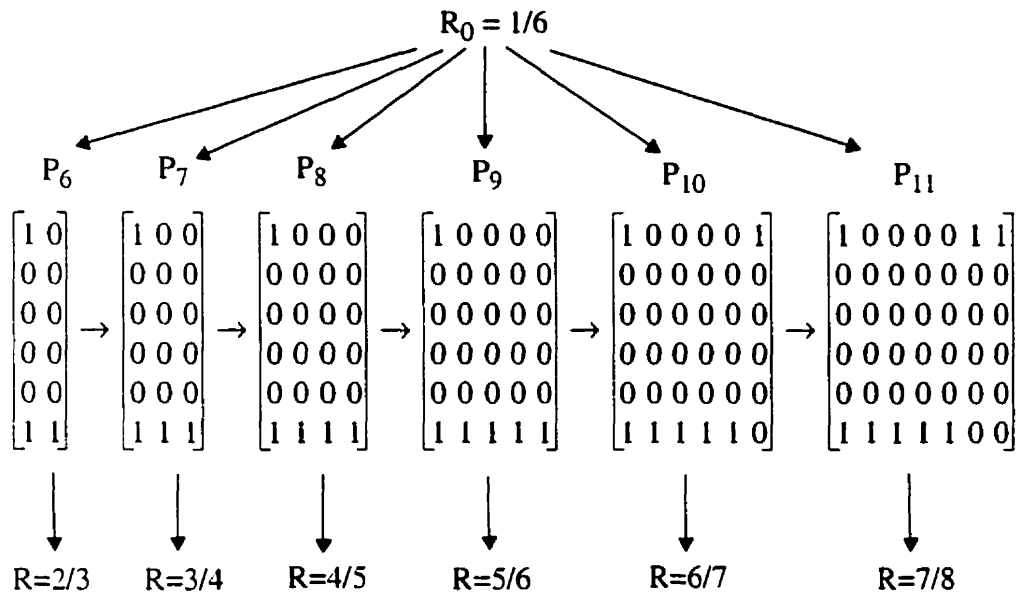 R0 = 1/6
P6 P7 P8 P9 P10 P11
1 0 1 0 0 1 0 0 0 1 0 0 0 0 1 0 0 0 0 1 1 0 0 0 0 1 1
0 0 0 0 0 0 0 0 0 0 0 0 0 0 0 0 0 0 0 0 0 0 0 0 0 0 0
0 0 0 0 0 0 0 0 0 0 0 0 0 0 0 0 0 0 0 0 0 0 0 0 0 0 0
→ → → → →
0 0 0 0 0 0 0 0 0 0 0 0 0 0 0 0 0 0 0 0 0 0 0 0 0 0 0
0 0 0 0 0 0 0 0 0 0 0 0 0 0 0 0 0 0 0 0 0 0 0 0 0 0 0
1 1 1 1 1 1 1 1 1 1 1 1 1 1 1 1 1 1 1 0 1 1 1 1 1 0 0
R=2/3 R=3/4 R=4/5 R=5/6 R=6/7 R=7/8